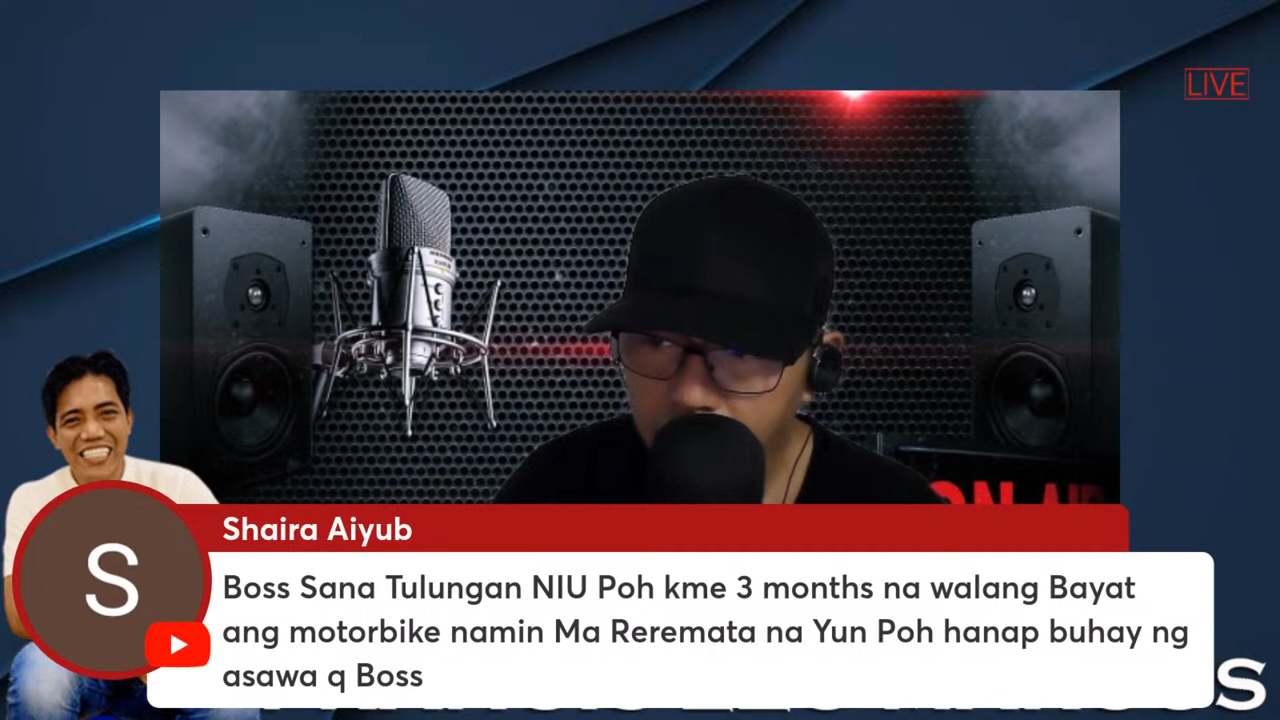 LIVE
Shaira Aiyub
Boss Sana Tulungan NIU Poh kme 3 months na walang Bayat
ang motorbike namin Ma Reremata na Yun Poh hanap buhay ng
asawa q Boss
S